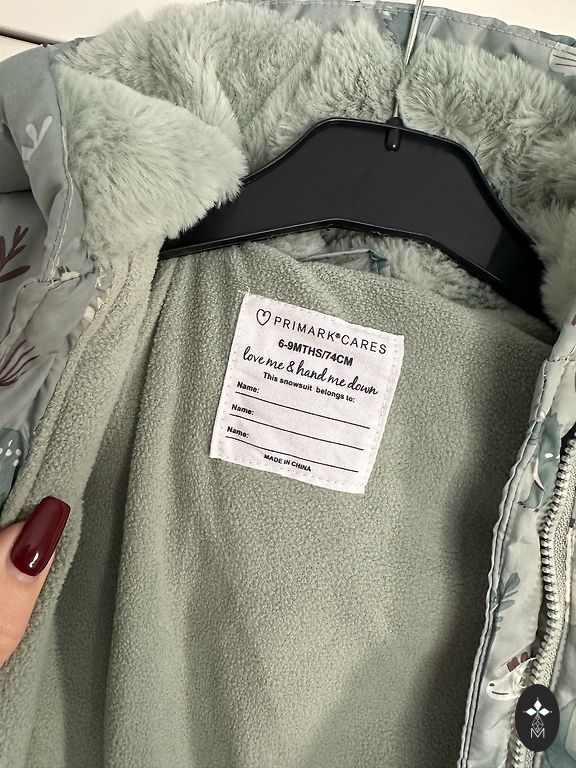 PRIMARK®CARES
6-9MTHS/74CM
love me & hand me down
This snowsuit belongs to:
Name:
Name:
Name:
MADE IN CHINA
M